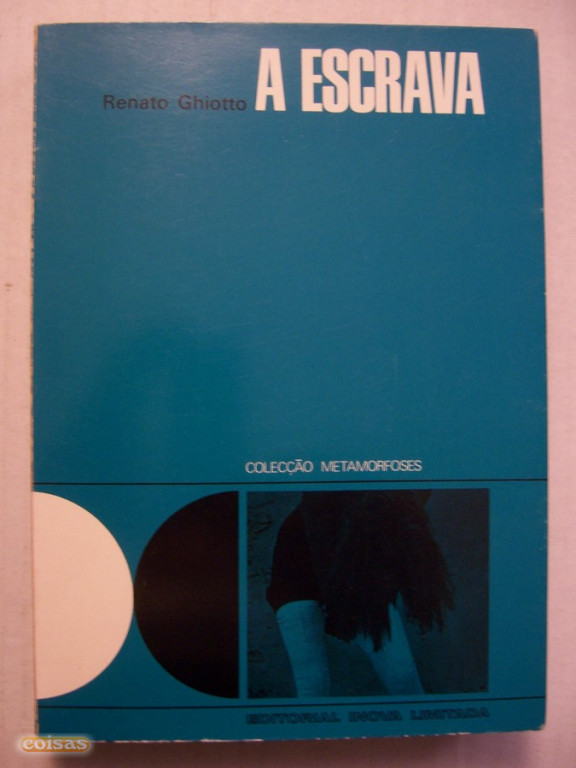 Renato Ghiotto A ESCRAVA
COLECÇÃO METAMORFOSES
EDITORIAL INOVA LIMITADA
coisas